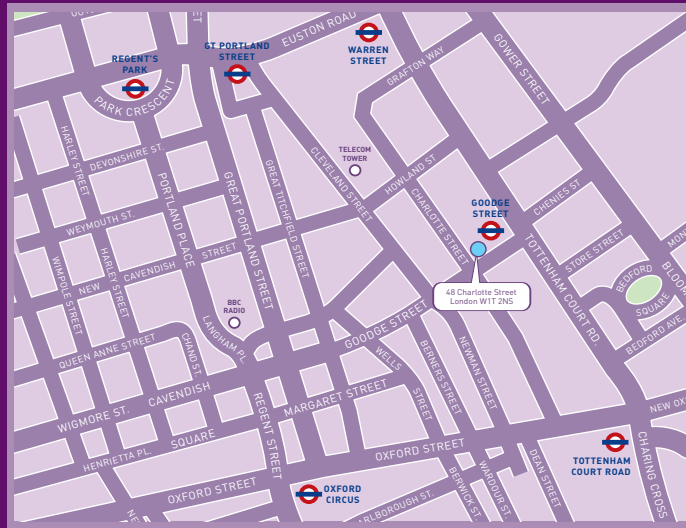 EUSTON ROAD
GT PORTLAND
STREET
WARREN
STREET
REGENT'S
PARK
GOWER STREET
GRAFTON WAY
PARK CRESCENT
HARLEY STREET
DEVONSHIRE ST.
TELECOM
TOWER
CLEVELAND STREET
HOWLAND ST
GREAT TITCHFIELD STREET
PORTLAND PLACE
GREAT PORTLAND STREET
CHARLOTTE STREET
GOODGE
STREET
CHENIES ST
WEYMOUTH ST.
STORE STREET
TOTTENHAM COURT RD.
WIMPOLE STREET
HARLEY STREET
NEW CAVENDISH STREET
BEDFORD
SQUARE
48 Charlotte Street
London W1T 2NS
BBC
RADIO
LANGHAM PL.
GOODGE STREET
BEDFORD AVE.
CHAND ST.
QUEEN ANNE STREET
WELLS
STREET
BERNERS STREET
NEWMAN STREET
CAVENDISH
SQUARE
WIGMORE ST.
MARGARET STREET
REGENT STREET
NEW OX
HENRIETTA PL.
OXFORD STREET
TOTTENHAM
COURT ROAD
CHARING CROSS
OXFORD STREET
OXFORD
CIRCUS
ARLBOROUGH ST.
BERWICK ST.
WARDOUR ST.
DEAN STREET